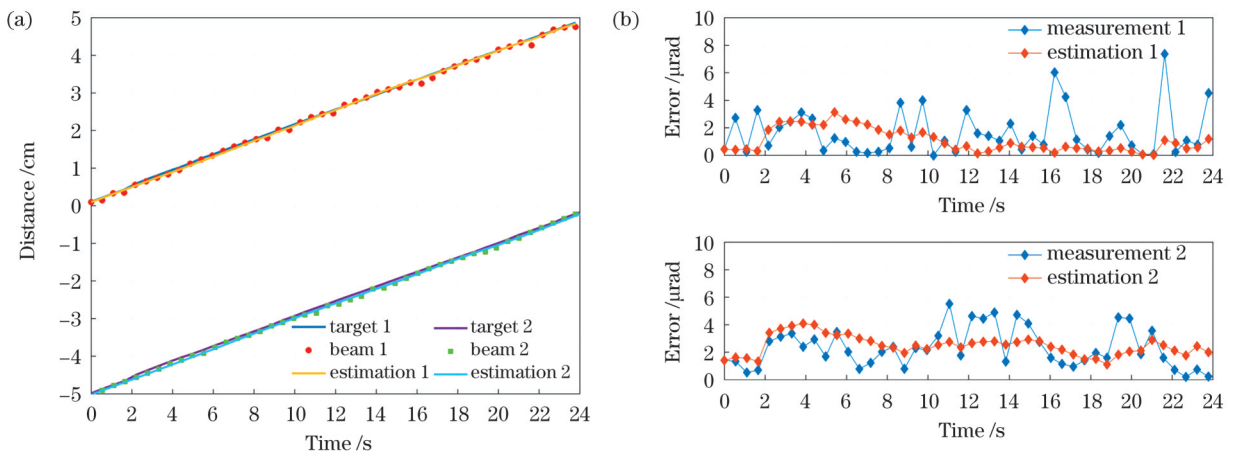 (a)
5
4
3
2
1
0
−1
−2
−3
−4
−5
Distance /cm
target 1
target 2
beam 1
beam 2
estimation 1
estimation 2
0 2 4 6 8 10 12 14 16 18 20 22 24
Time /s
(b)
10
8
6
4
2
0
Error /μrad
measurement 1
estimation 1
0 2 4 6 8 10 12 14 16 18 20 22 24
Time /s
10
8
6
4
2
0
Error /μrad
measurement 2
estimation 2
0 2 4 6 8 10 12 14 16 18 20 22 24
Time /s